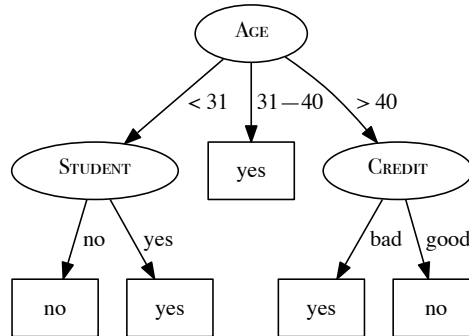 AGE
< 31
31—40
> 40
STUDENT
yes
CREDIT
no
yes
bad
good
no
yes
yes
no